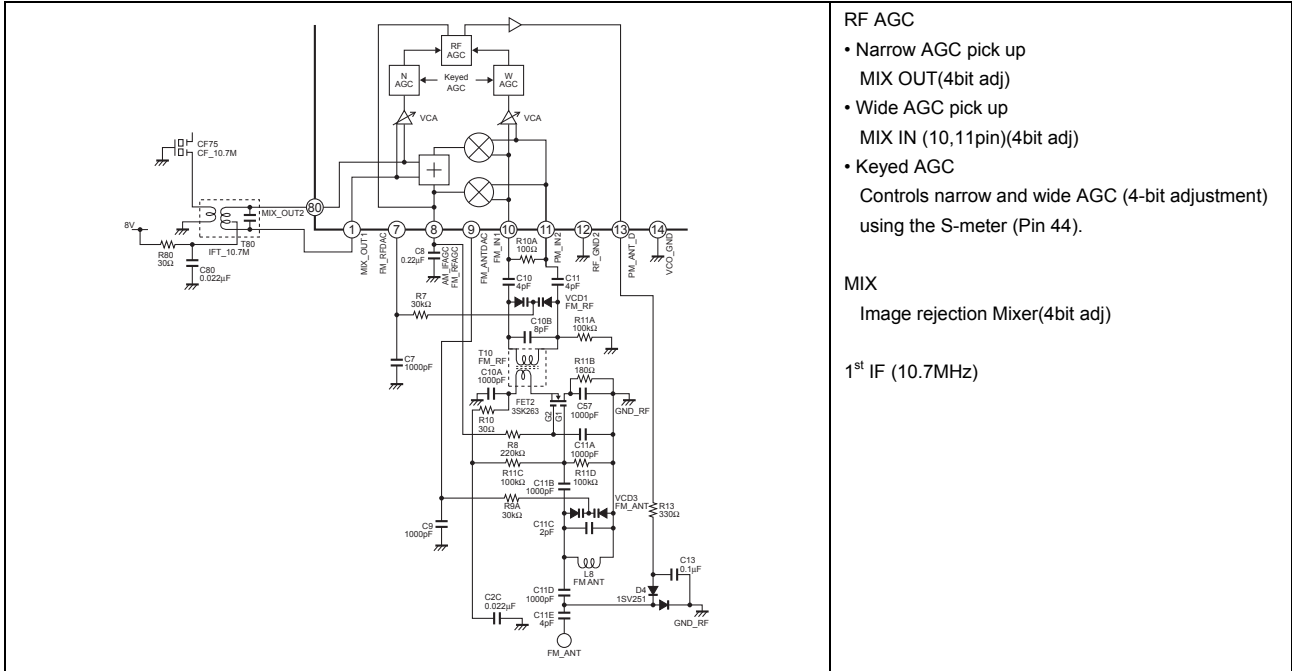 RF
AGC
N
AGC
Keyed
AGC
W
AGC
VCA
VCA
CF75
CF_10.7M
+
80
MIX_OUT2
8V
R80
30Ω
T80
IFT_10.7M
C80
0.022μF
1
7
8
9
10
11
12
13
14
MIX_OUT1
FM_RFDAC
AM_IFAGC
FM_RFAGC
FM_ANTDAC
FM_IN1
PM_IN2
RF_GND2
PM_ANT_D
VCO_GND
C8
0.22μF
R10A
100Ω
C10
4pF
C11
4pF
R7
30kΩ
VCD1
FM_RF
C10B
8pF
R11A
100kΩ
C7
1000pF
T10
FM_RF
C10A
1000pF
R11B
180Ω
FET2
3SK263
G2
G1
C57
1000pF
GND_RF
R10
30Ω
R8
220kΩ
C11A
1000pF
R11C
100kΩ
R11D
100kΩ
C11B
1000pF
R9A
30kΩ
VCD3
FM_ANT
R13
330Ω
C9
1000pF
C11C
2pF
L8
FM ANT
C13
0.1μF
C11D
1000pF
D4
1SV251
C2C
0.022μF
C11E
4pF
GND_RF
FM_ANT
RF AGC
• Narrow AGC pick up
MIX OUT(4bit adj)
• Wide AGC pick up
MIX IN (10,11pin)(4bit adj)
• Keyed AGC
Controls narrow and wide AGC (4-bit adjustment)
using the S-meter (Pin 44).
MIX
Image rejection Mixer(4bit adj)
1st IF (10.7MHz)